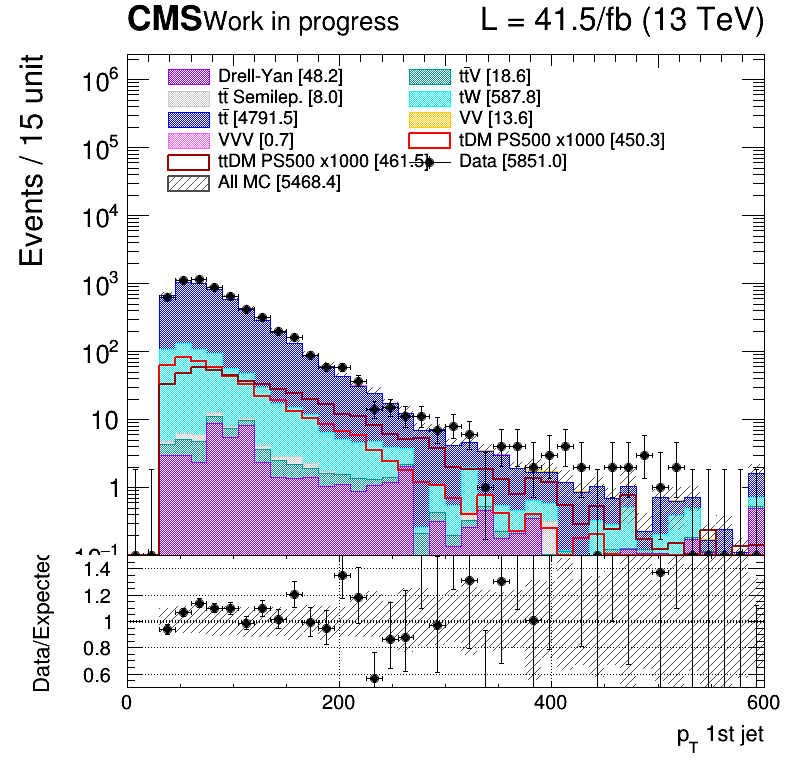 CMS Work in progress L = 41.5/fb (13 TeV)
Events / 15 unit
Drell-Yan [48.2] tt̄V [18.6]
tt̄ Semilep. [8.0] tW [587.8]
tt̄ [4791.5] VV [13.6]
VVV [0.7] tDM PS500 x1000 [450.3]
ttDM PS500 x1000 [461.5] Data [5851.0]
All MC [5468.4]
10⁶
10⁵
10⁴
10³
10²
10
1
10⁻¹
Data/Expected
1.4
1.2
1
0.8
0.6
0 200 400 600
p_T 1st jet